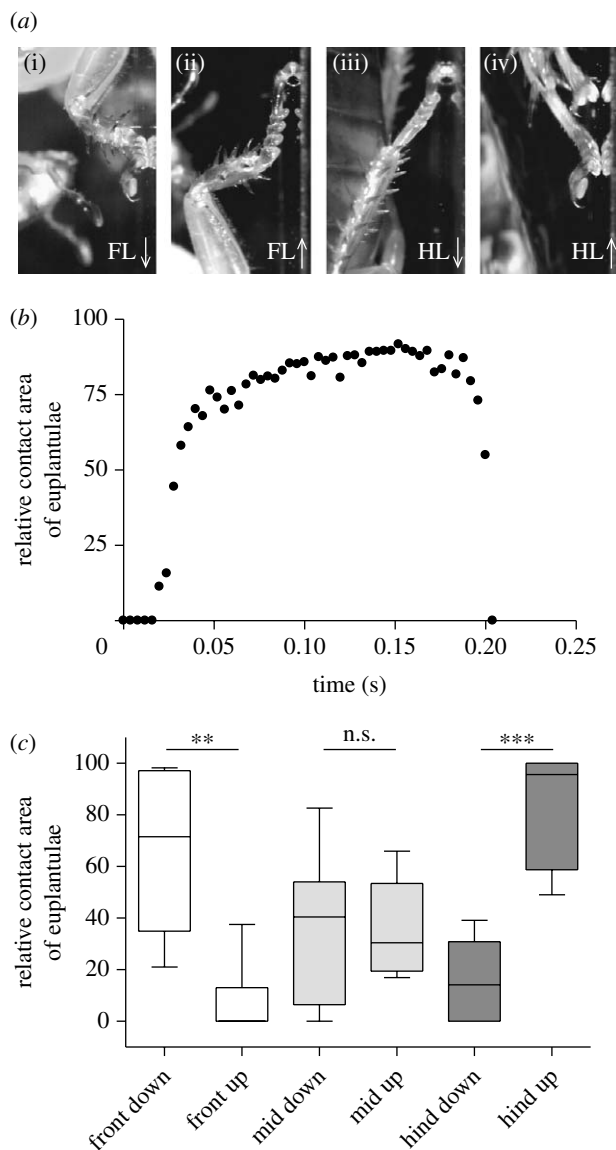 (a)
(i)
(ii)
(iii)
(iv)
FL ↓
FL ↑
HL ↓
HL ↑
(b)
100
75
50
25
0
0.05
0.10
0.15
0.20
0.25
relative contact area
of euplantulae
time (s)
(c)
**
n.s.
***
100
80
60
40
20
0
relative contact area
of euplantulae
front down
front up
mid down
mid up
hind down
hind up